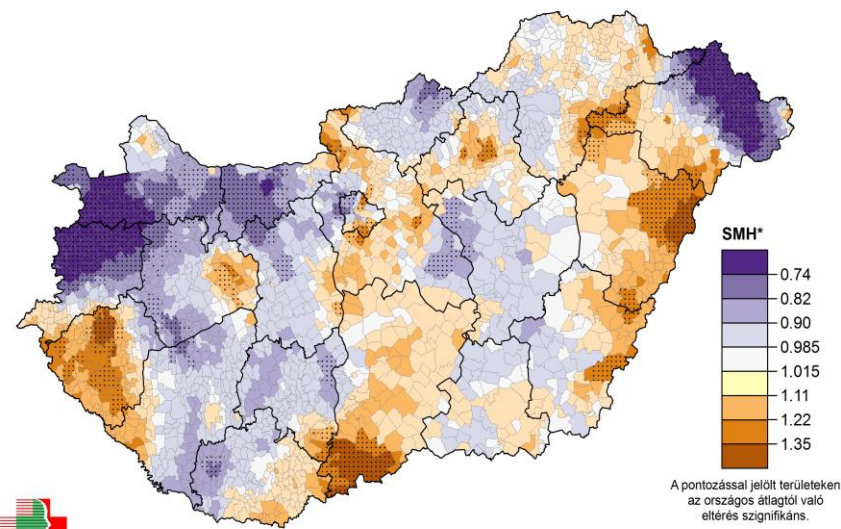 SMH*
0.74
0.82
0.90
0.985
1.015
1.11
1.22
1.35
A pontozással jelölt területeken
az országos átlagtól való
eltérés szignifikáns.